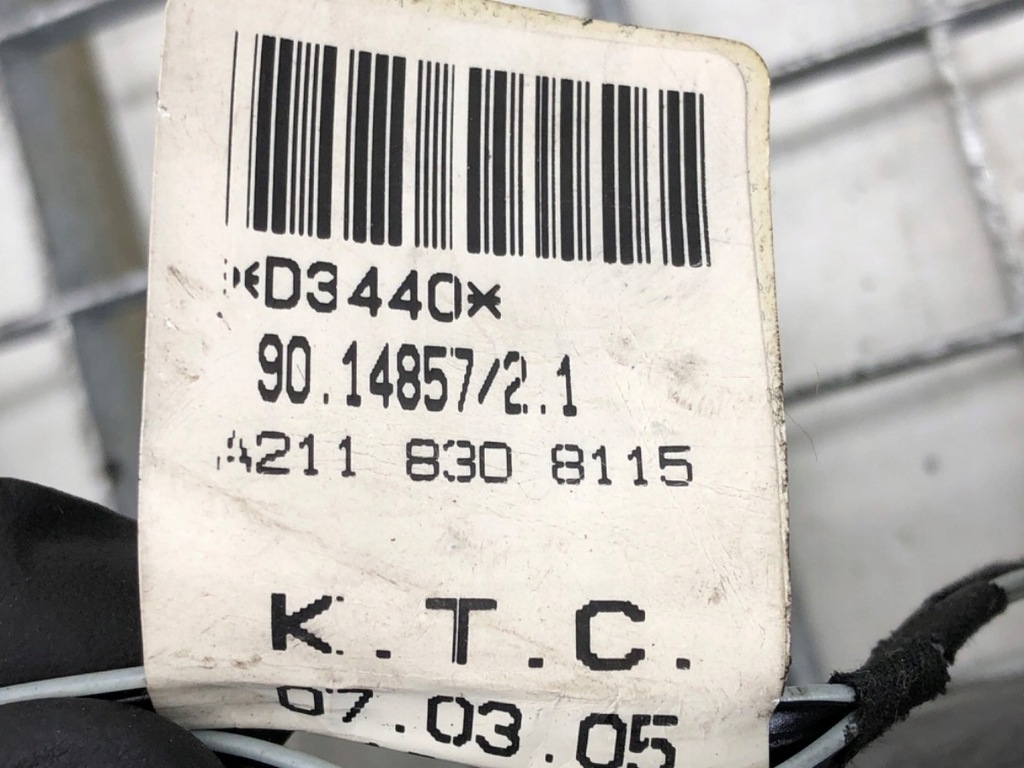 *D3440*
90.14857/2.1
A211 830 8115
K.T.C.
07.03.05